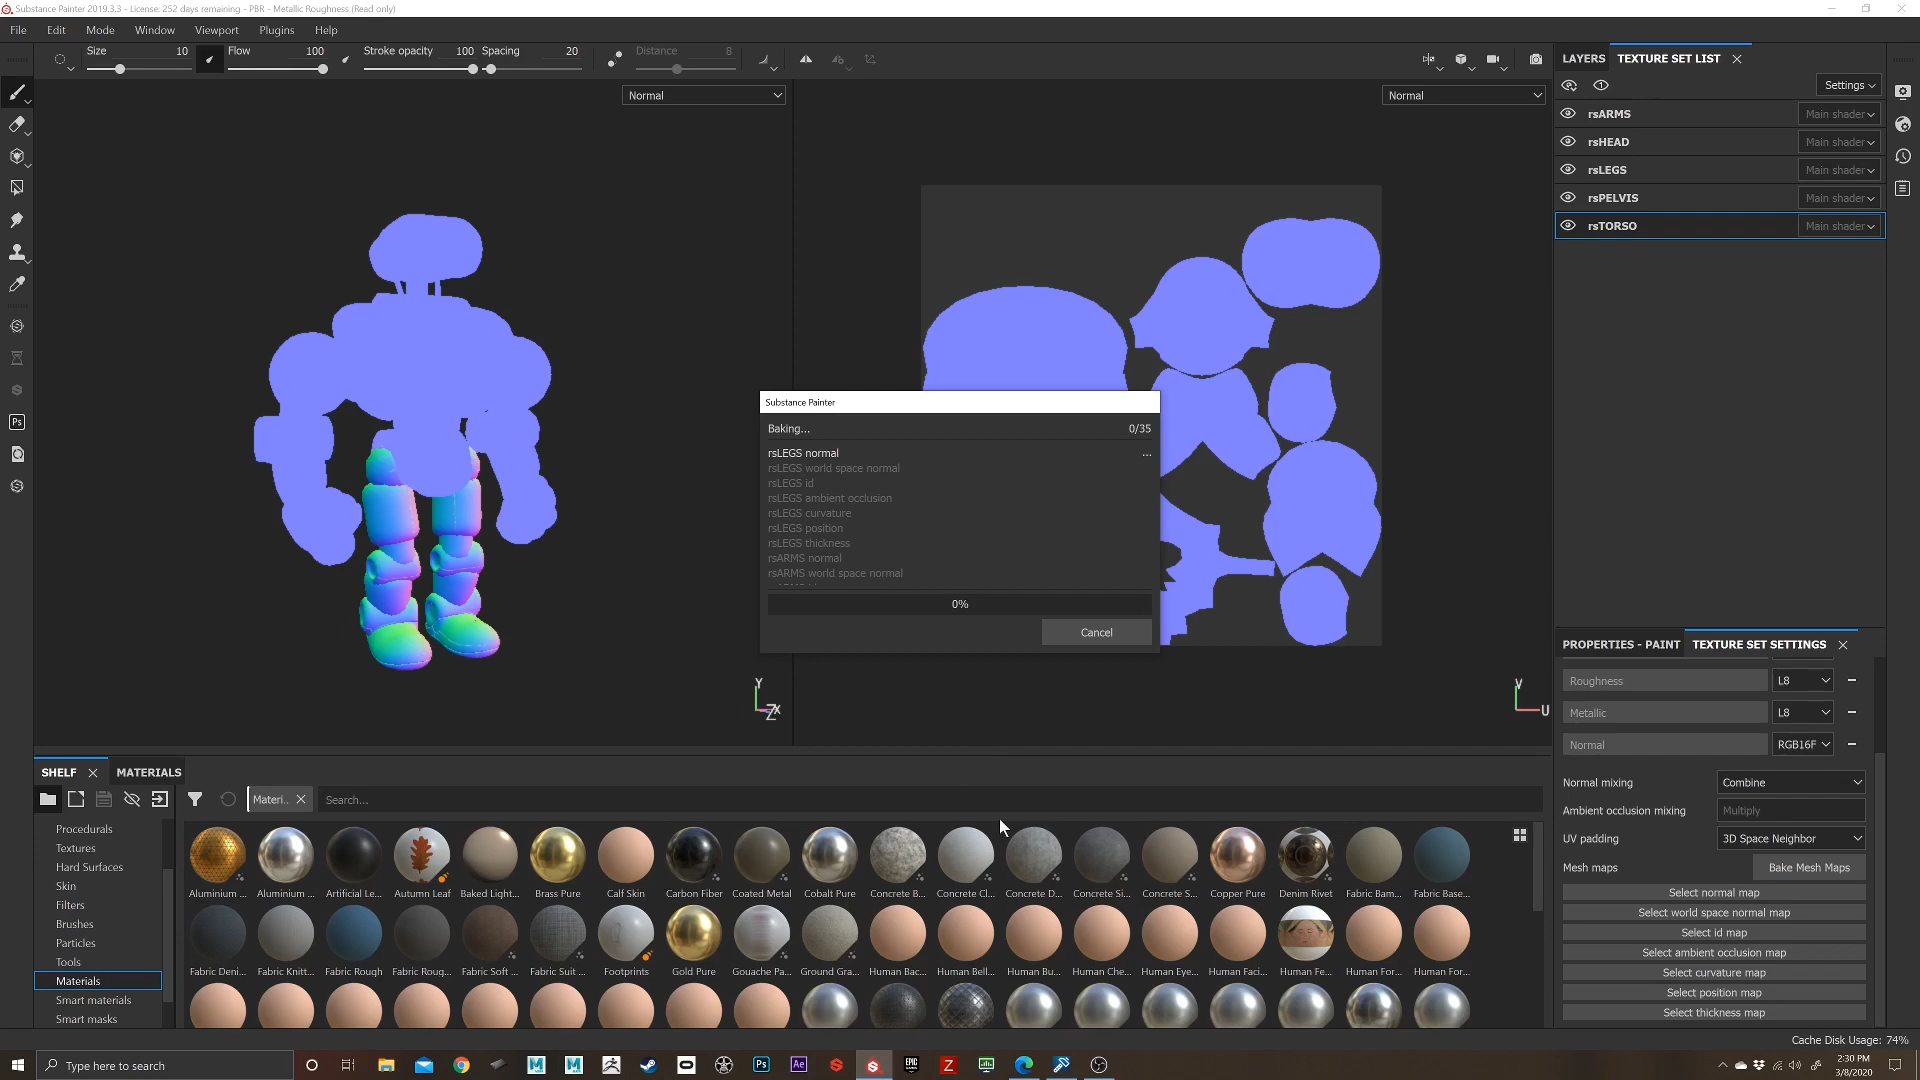 Substance Painter 2019.3.3 - License: 252 days remaining - PBR - Metallic Roughness (Read only)
File Edit Mode Window Viewport Plugins Help
Size 10 Flow 100 Stroke opacity 100 Spacing 20 Distance 8
LAYERS TEXTURE SET LIST
Normal
Normal
Settings
rsARMS Main shader
rsHEAD Main shader
rsLEGS Main shader
rsPELVIS Main shader
rsTORSO Main shader
Substance Painter
Baking... 0/35
rsLEGS normal ...
rsLEGS world space normal
rsLEGS id
rsLEGS ambient occlusion
rsLEGS curvature
rsLEGS position
rsLEGS thickness
rsARMS normal
rsARMS world space normal
0%
Cancel
Y
Z X
V
U
PROPERTIES - PAINT TEXTURE SET SETTINGS
Roughness L8
Metallic L8
Normal RGB16F
Normal mixing Combine
Ambient occlusion mixing Multiply
UV padding 3D Space Neighbor
Mesh maps Bake Mesh Maps
Select normal map
Select world space normal map
Select id map
Select ambient occlusion map
Select curvature map
Select position map
Select thickness map
SHELF MATERIALS
Materi.. Search...
Procedurals
Textures
Hard Surfaces
Skin
Filters
Brushes
Particles
Tools
Materials
Smart materials
Smart masks
Aluminium ... Aluminium ... Artificial Le... Autumn Leaf Baked Light... Brass Pure Calf Skin Carbon Fiber Coated Metal Cobalt Pure Concrete B... Concrete Cl... Concrete D... Concrete Si... Concrete S... Copper Pure Denim Rivet Fabric Bam... Fabric Base...
Fabric Deni... Fabric Knitt... Fabric Rough Fabric Roug... Fabric Soft ... Fabric Suit ... Footprints Gold Pure Gouache Pa... Ground Gra... Human Bac... Human Bell... Human Bu... Human Che... Human Eye... Human Faci... Human Fe... Human For... Human For...
Cache Disk Usage: 74%
Type here to search
2:30 PM
3/8/2020